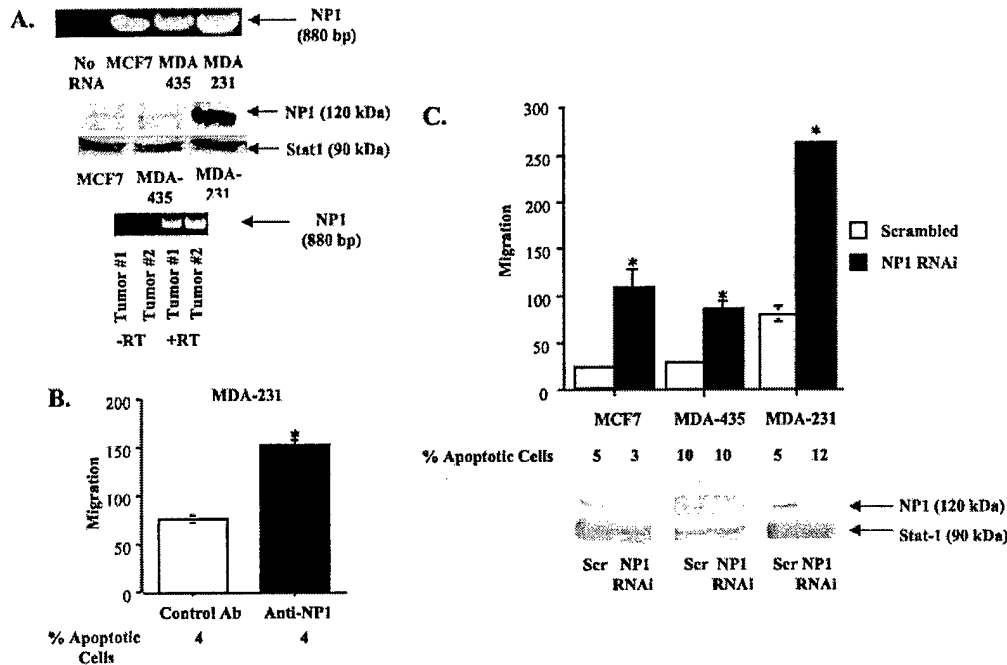 A.
NP1
(880 bp)
No RNA MCF7 MDA 435 MDA 231
NP1 (120 kDa)
Stat1 (90 kDa)
MCF7 MDA-435 MDA-231
NP1
(880 bp)
Tumor #1 Tumor #2 Tumor #1 Tumor #2
-RT +RT
B.
MDA-231
200
150
100
50
0
Migration
Control Ab Anti-NP1
% Apoptotic Cells 4 4
C.
300
250
200
150
100
50
0
Migration
* * *
Scrambled
NP1 RNAi
MCF7 MDA-435 MDA-231
% Apoptotic Cells 5 3 10 10 5 12
NP1 (120 kDa)
Stat-1 (90 kDa)
Scr NP1 RNAi Scr NP1 RNAi Scr NP1 RNAi